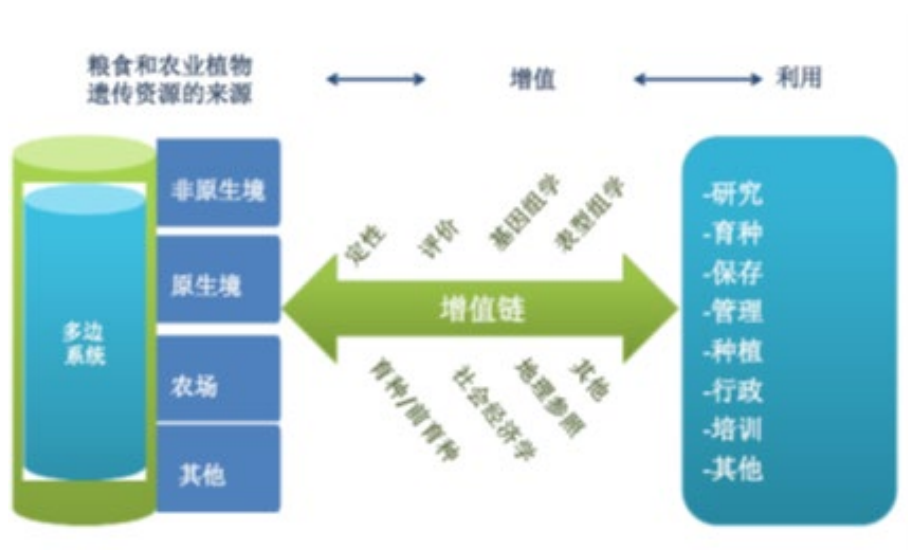 粮食和农业植物
遗传资源的来源
增值
利用
多边
系统
非原生境
原生境
农场
其他
定性
评价
基因组学
表型组学
增值链
育种/前育种
社会经济学
地理参照
其他
-研究
-育种
-保存
-管理
-种植
-行政
-培训
-其他